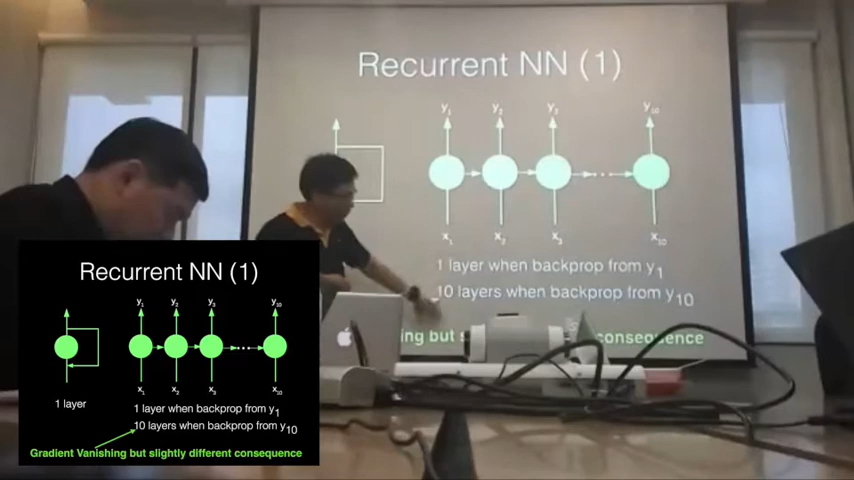 Recurrent NN (1)
y1 y2 y3 y10
x1 x2 x3 x10
1 layer when backprop from y1
10 layers when backprop from y10
ing but s consequence
Recurrent NN (1)
y1 y2 y3 y10
x1 x2 x3 x10
1 layer
1 layer when backprop from y1
10 layers when backprop from y10
Gradient Vanishing but slightly different consequence